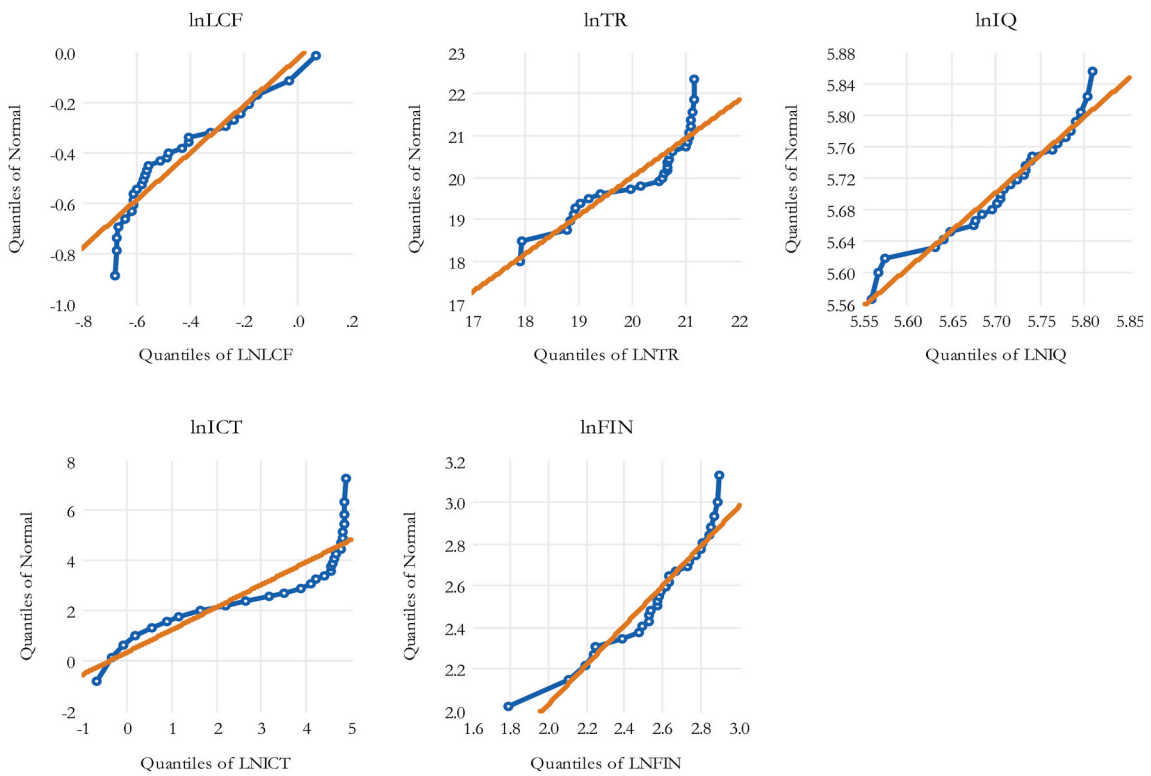 lnLCF
lnTR
lnIQ
Quantiles of Normal
0.0
-0.2
-0.4
-0.6
-0.8
-1.0
-.8 -.6 -.4 -.2 .0 .2
Quantiles of LNLCF
Quantiles of Normal
23
22
21
20
19
18
17
17 18 19 20 21 22
Quantiles of LNTR
Quantiles of Normal
5.88
5.84
5.80
5.76
5.72
5.68
5.64
5.60
5.56
5.55 5.60 5.65 5.70 5.75 5.80 5.85
Quantiles of LNIQ
lnICT
lnFIN
Quantiles of Normal
8
6
4
2
0
-2
-1 0 1 2 3 4 5
Quantiles of LNICT
Quantiles of Normal
3.2
3.0
2.8
2.6
2.4
2.2
2.0
1.6 1.8 2.0 2.2 2.4 2.6 2.8 3.0
Quantiles of LNFIN